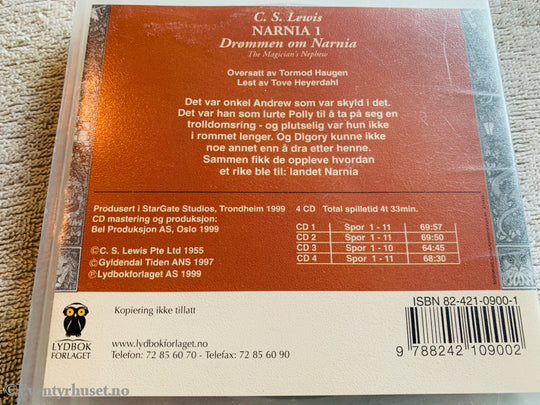 C. S. Lewis
NARNIA 1
Drømmen om Narnia
The Magician's Nephew
Oversatt av Tormod Haugen
Lest av Tove Heyerdahl
Det var onkel Andrew som var skyld i det.
Det var han som lurte Polly til å ta på seg en
trolldomsring - og plutselig var hun ikke
i rommet lenger. Og Digory kunne ikke
noe annet enn å dra etter henne.
Sammen fikk de oppleve hvordan
et rike ble til: landet Narnia
Produsert i StarGate Studios, Trondheim 1999
CD mastering og produksjon:
Bel Produksjon AS, Oslo 1999
4 CD Total spilletid 4t 33min.
CD 1 Spor 1 - 11 69:57
CD 2 Spor 1 - 11 69:50
CD 3 Spor 1 - 10 64:45
CD 4 Spor 1 - 11 68:30
©C. S. Lewis Pte Ltd 1955
©Gyldendal Tiden ANS 1997
℗Lydbokforlaget AS 1999
Kopiering ikke tillatt
LYDBOK
FORLAGET
www.lydbokforlaget.no
Telefon: 72 85 60 70 - Telefax: 72 85 60 90
ISBN 82-421-0900-1
9 788242 109002
© Eventyrhuset.no